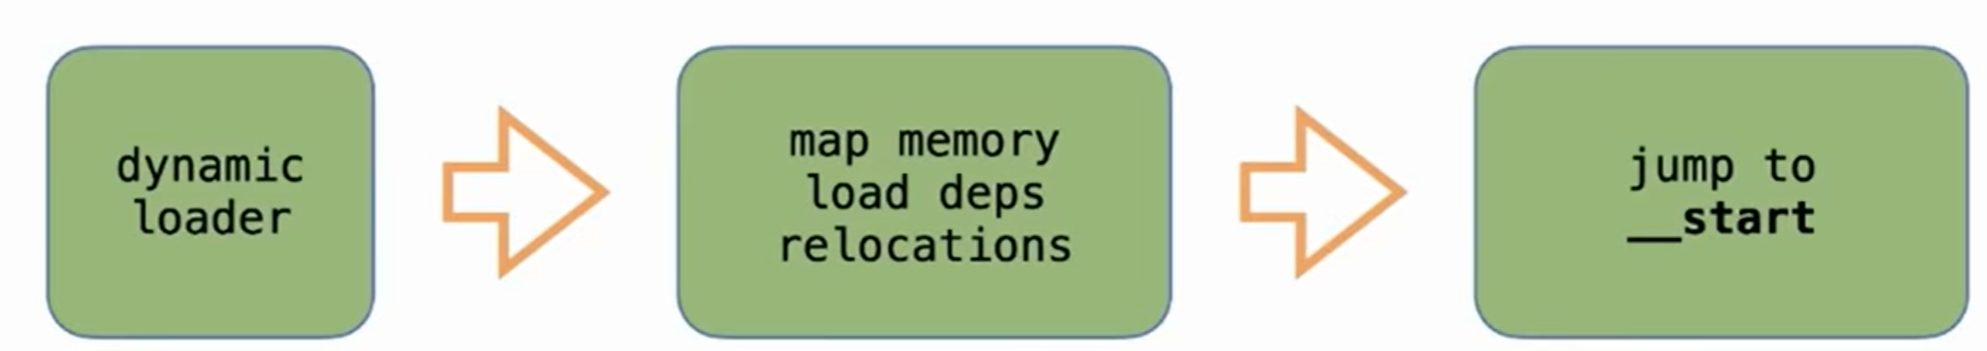 dynamic
loader
map memory
load deps
relocations
jump to
__start